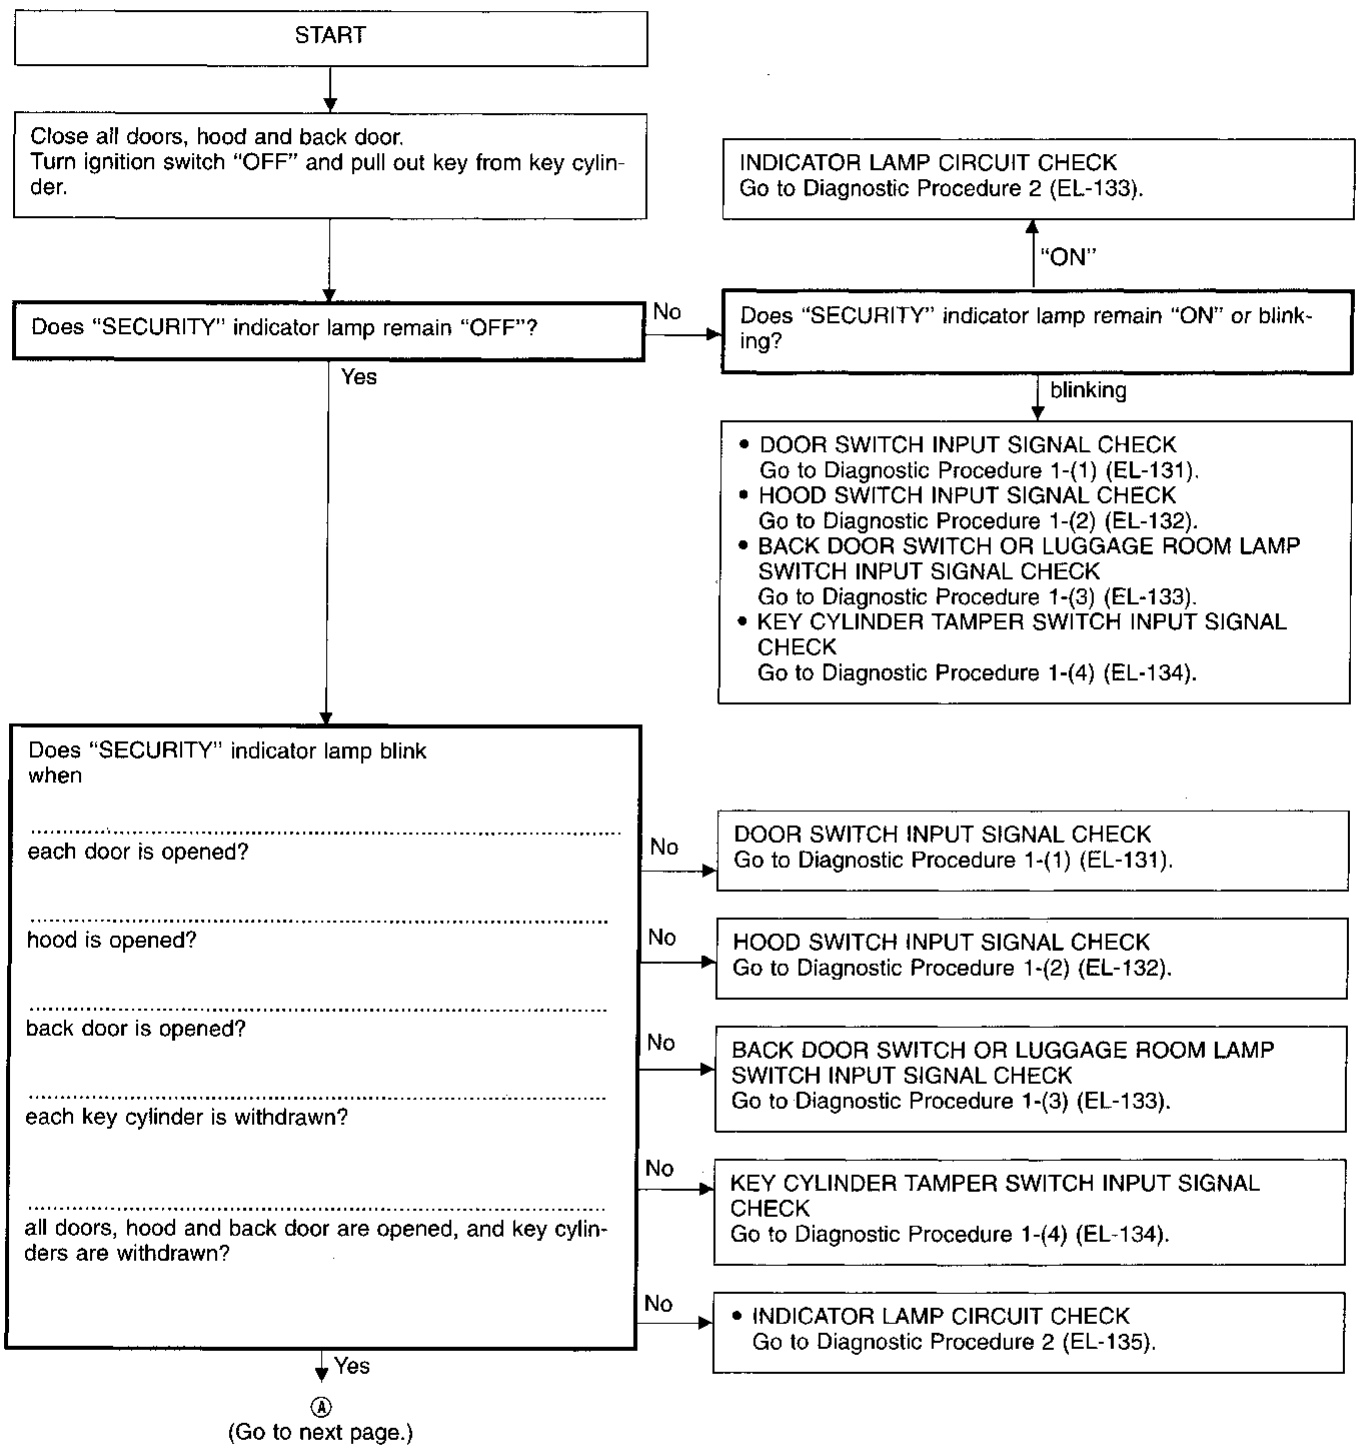 START
Close all doors, hood and back door.
Turn ignition switch “OFF” and pull out key from key cylin-
der.
INDICATOR LAMP CIRCUIT CHECK
Go to Diagnostic Procedure 2 (EL-133).
“ON”
Does “SECURITY” indicator lamp remain “OFF”?
No
Does “SECURITY” indicator lamp remain “ON” or blink-
ing?
Yes
blinking
• DOOR SWITCH INPUT SIGNAL CHECK
Go to Diagnostic Procedure 1-(1) (EL-131).
• HOOD SWITCH INPUT SIGNAL CHECK
Go to Diagnostic Procedure 1-(2) (EL-132).
• BACK DOOR SWITCH OR LUGGAGE ROOM LAMP
SWITCH INPUT SIGNAL CHECK
Go to Diagnostic Procedure 1-(3) (EL-133).
• KEY CYLINDER TAMPER SWITCH INPUT SIGNAL
CHECK
Go to Diagnostic Procedure 1-(4) (EL-134).
Does “SECURITY” indicator lamp blink
when
each door is opened?
No
DOOR SWITCH INPUT SIGNAL CHECK
Go to Diagnostic Procedure 1-(1) (EL-131).
hood is opened?
No
HOOD SWITCH INPUT SIGNAL CHECK
Go to Diagnostic Procedure 1-(2) (EL-132).
back door is opened?
No
BACK DOOR SWITCH OR LUGGAGE ROOM LAMP
SWITCH INPUT SIGNAL CHECK
Go to Diagnostic Procedure 1-(3) (EL-133).
each key cylinder is withdrawn?
No
KEY CYLINDER TAMPER SWITCH INPUT SIGNAL
CHECK
Go to Diagnostic Procedure 1-(4) (EL-134).
all doors, hood and back door are opened, and key cylin-
ders are withdrawn?
No
• INDICATOR LAMP CIRCUIT CHECK
Go to Diagnostic Procedure 2 (EL-135).
Yes
Ⓐ
(Go to next page.)